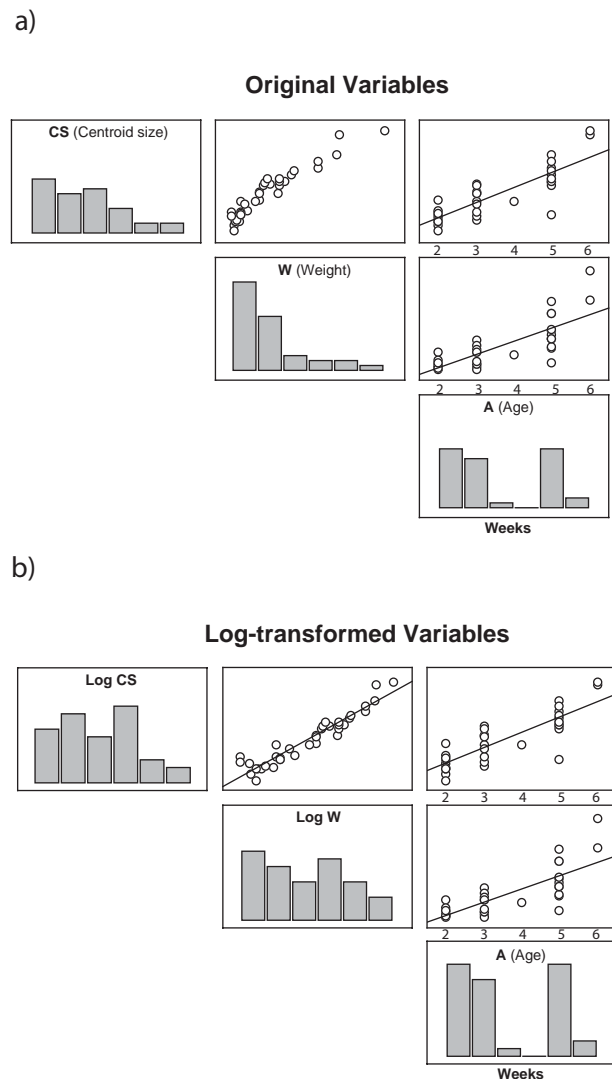 a)
Original Variables
CS (Centroid size)
2 3 4 5 6
W (Weight)
2 3 4 5 6
A (Age)
Weeks
b)
Log-transformed Variables
Log CS
2 3 4 5 6
Log W
2 3 4 5 6
A (Age)
Weeks